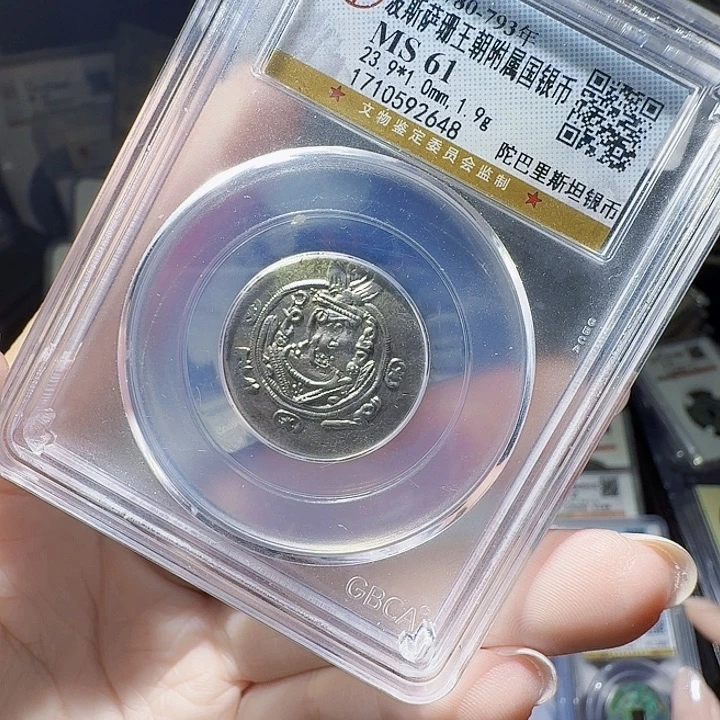 80-793年
波斯萨珊王朝附属国银币
MS 61
23.9*1.0mm, 1.9g
1710592648
陀巴里斯坦银币
文物鉴定委员会监制
GBCA